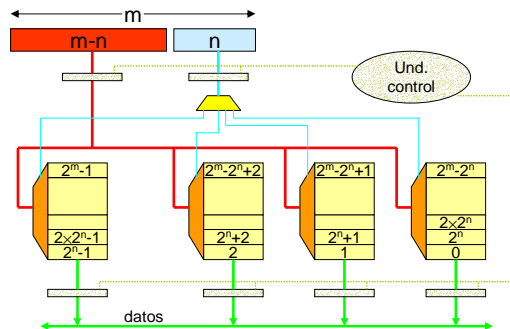 m
m-n
n
Und.
control
2^m-1
2×2^n-1
2^n-1
2^m-2^n+2
2^n+2
2
2^m-2^n+1
2^n+1
1
2^m-2^n
2×2^n
2^n
0
datos